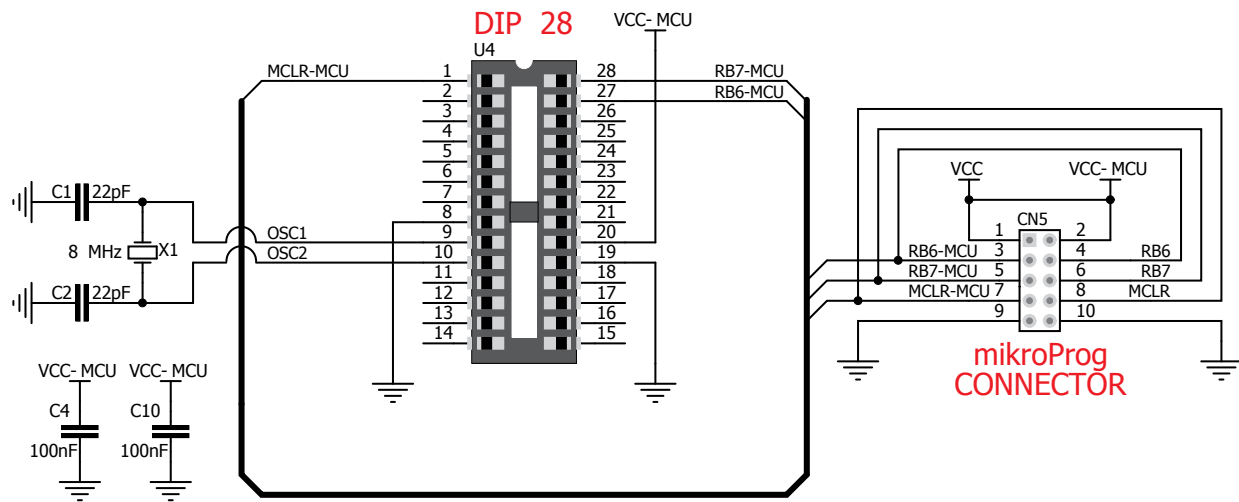 DIP 28
U4
VCC- MCU
MCLR-MCU
1
2
3
4
5
6
7
8
9
10
11
12
13
14
28
27
26
25
24
23
22
21
20
19
18
17
16
15
RB7-MCU
RB6-MCU
C1 22pF
8 MHz X1
C2 22pF
OSC1
OSC2
VCC- MCU
C4
100nF
VCC- MCU
C10
100nF
VCC
VCC- MCU
CN5
1 2
RB6-MCU 3 4 RB6
RB7-MCU 5 6 RB7
MCLR-MCU 7 8 MCLR
9 10
mikroProg
CONNECTOR